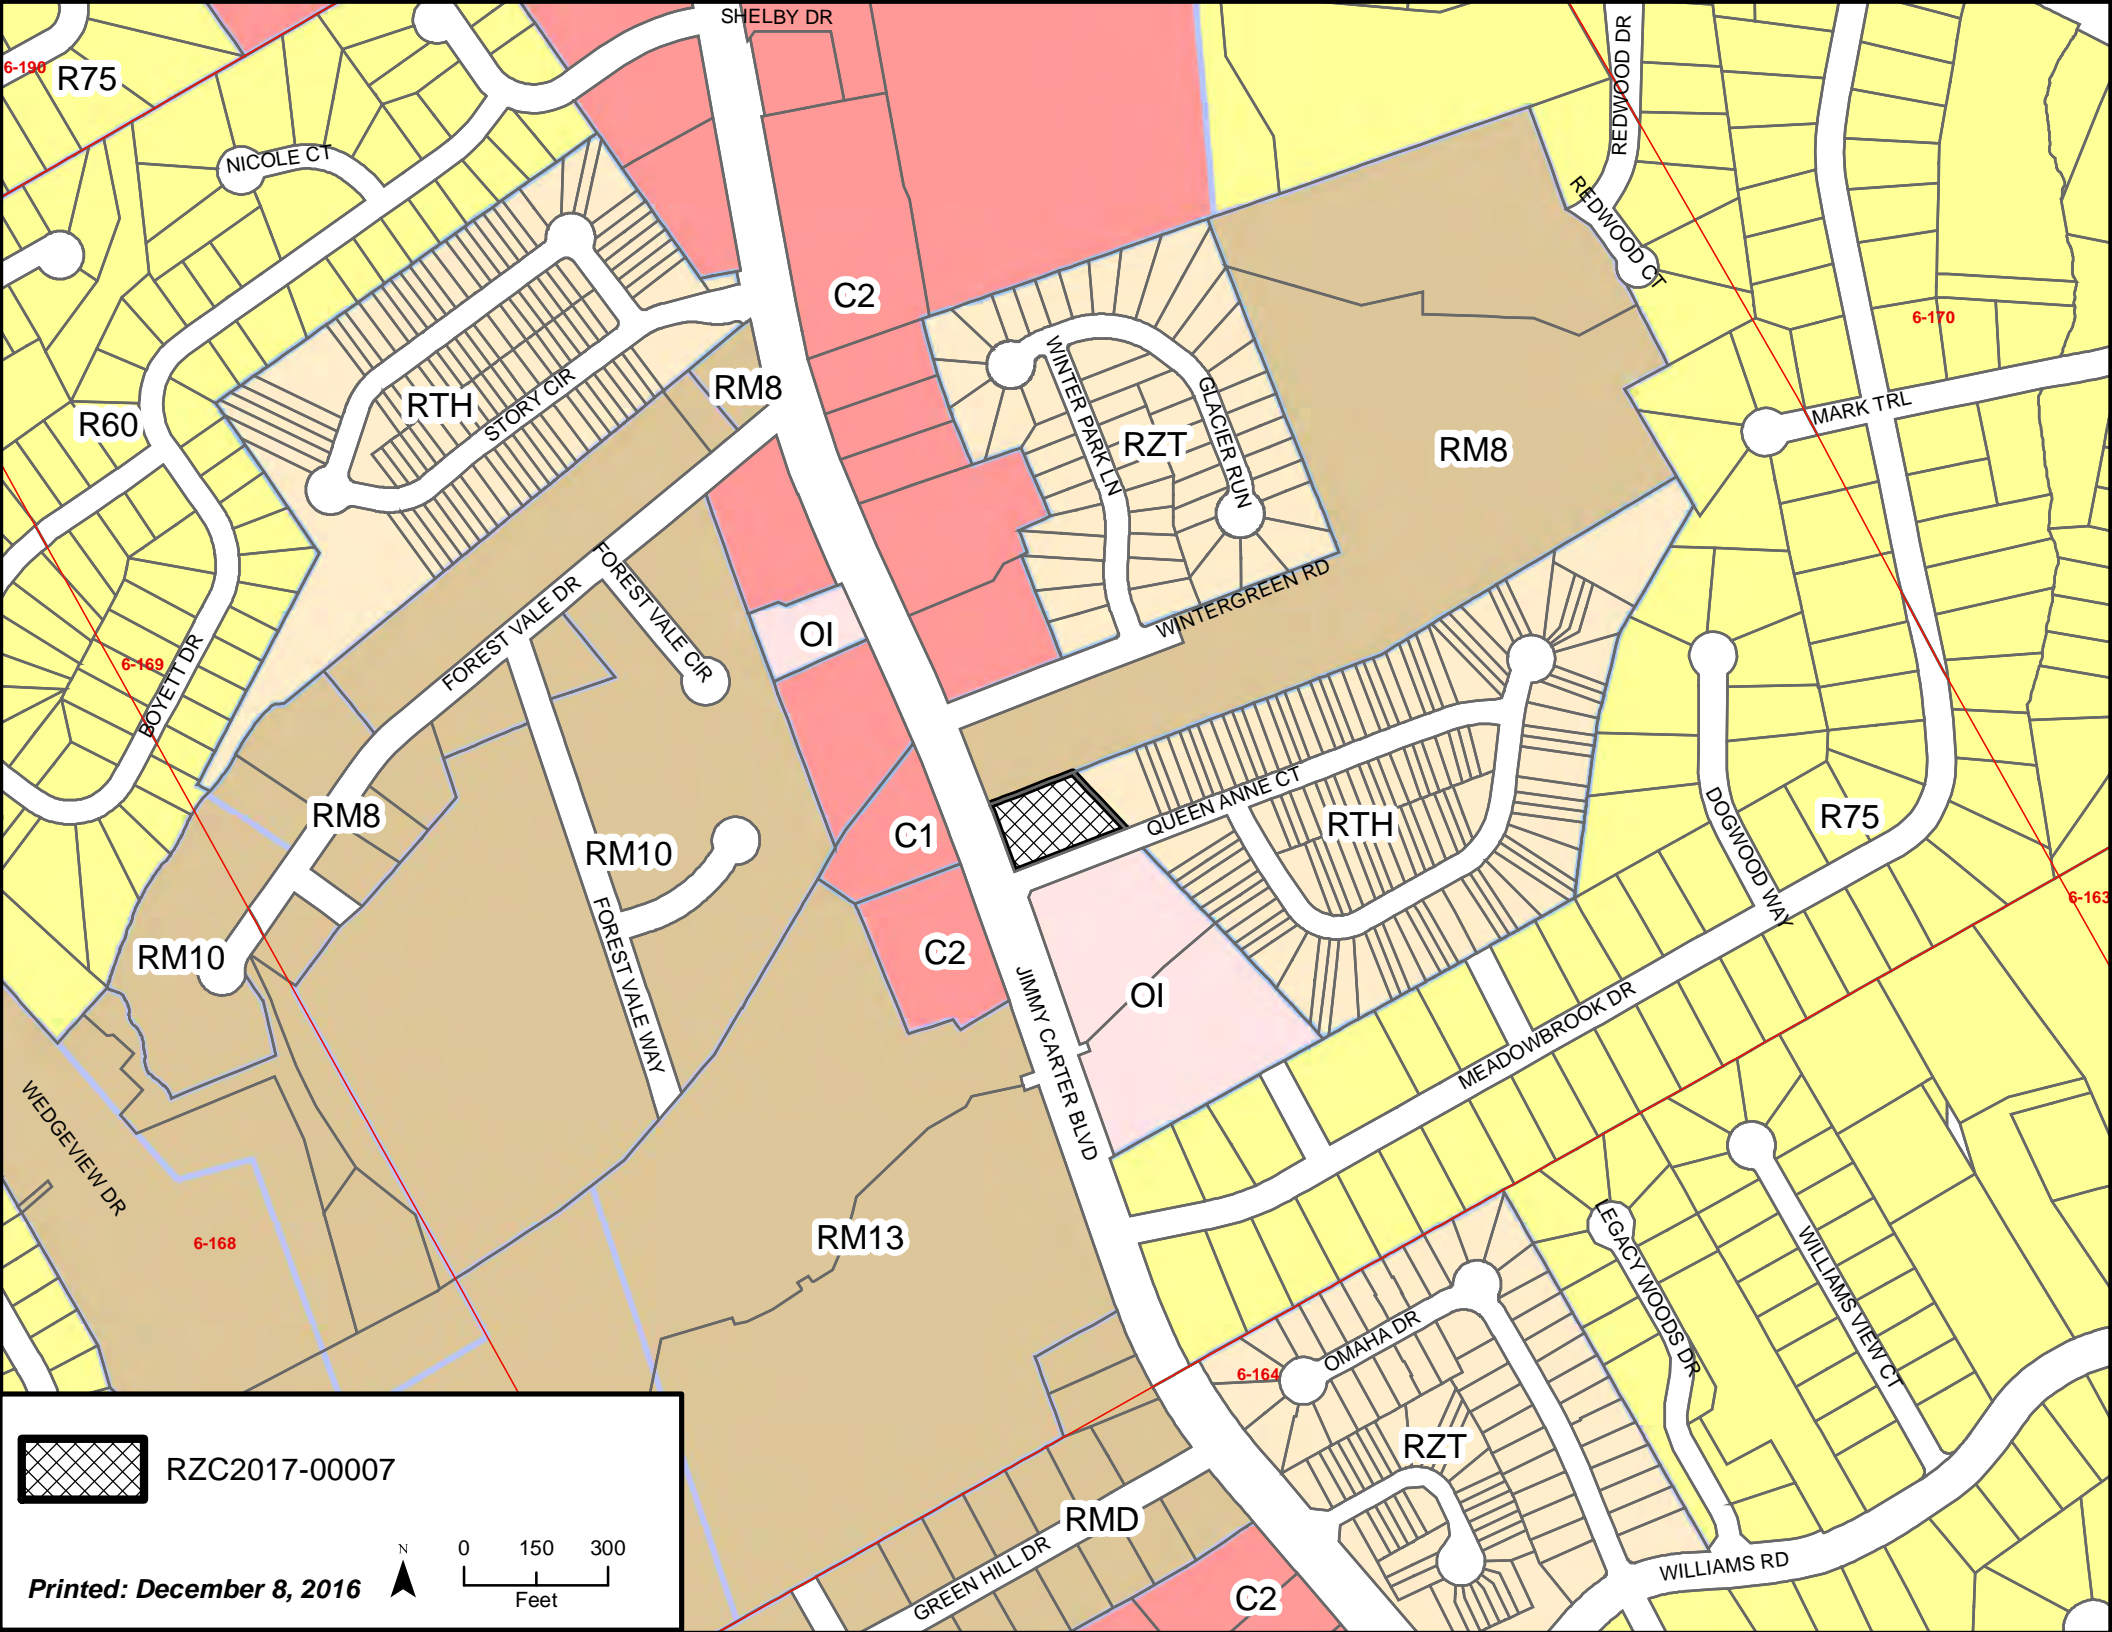 SHELBY DR
6-190
R75
REDWOOD DR
NICOLE CT
REDWOOD CT
C2
6-170
WINTER PARK LN
GLACIER RUN
RM8
RTH
STORY CIR
R60
MARK TRL
RZT
RM8
FOREST VALE CIR
FOREST VALE DR
WINTERGREEN RD
OI
6-169
BOYETT DR
QUEEN ANNE CT
DOGWOOD WAY
RM8
RTH
R75
C1
RM10
6-163
FOREST VALE WAY
C2
RM10
JIMMY CARTER BLVD
OI
MEADOWBROOK DR
WEDGEVIEW DR
LEGACY WOODS DR
WILLIAMS VIEW CT
6-168
RM13
OMAHA DR
6-164
RZT
RMD
GREEN HILL DR
WILLIAMS RD
C2
RZC2017-00007
N
0 150 300
Feet
Printed: December 8, 2016